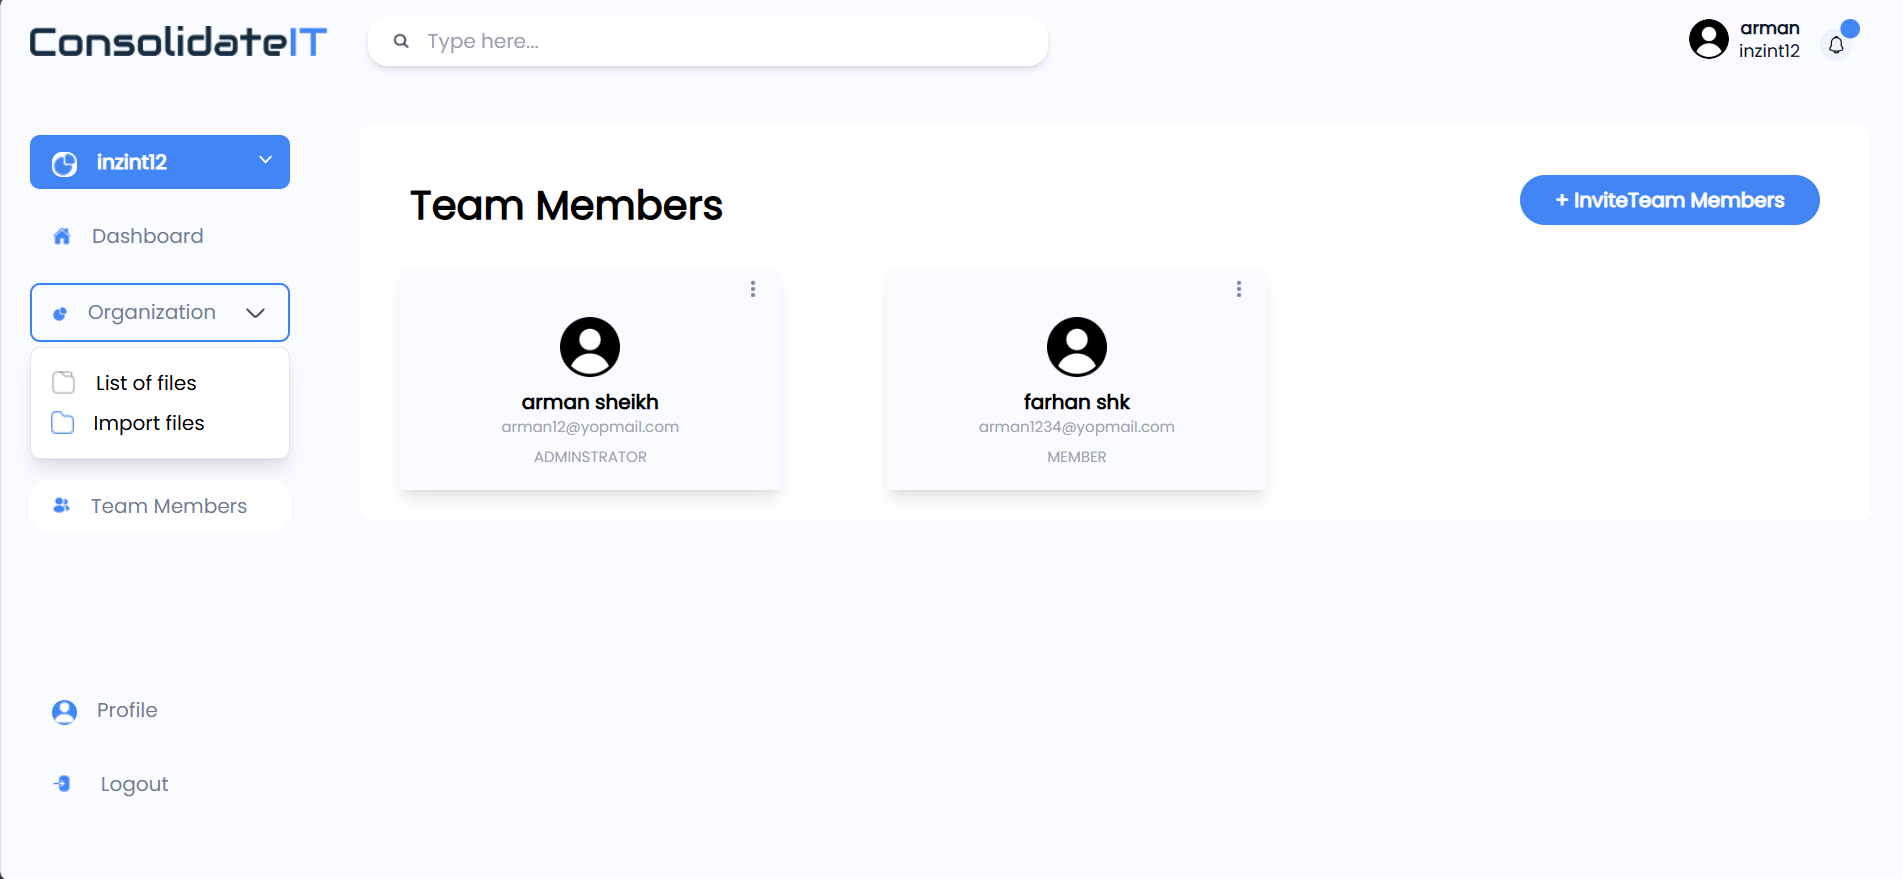 ConsolidateIT
Type here...
arman
inzint12
inzint12
Dashboard
Organization
List of files
Import files
Team Members
Profile
Logout
Team Members
+ InviteTeam Members
arman sheikh
arman12@yopmail.com
ADMINSTRATOR
farhan shk
arman1234@yopmail.com
MEMBER